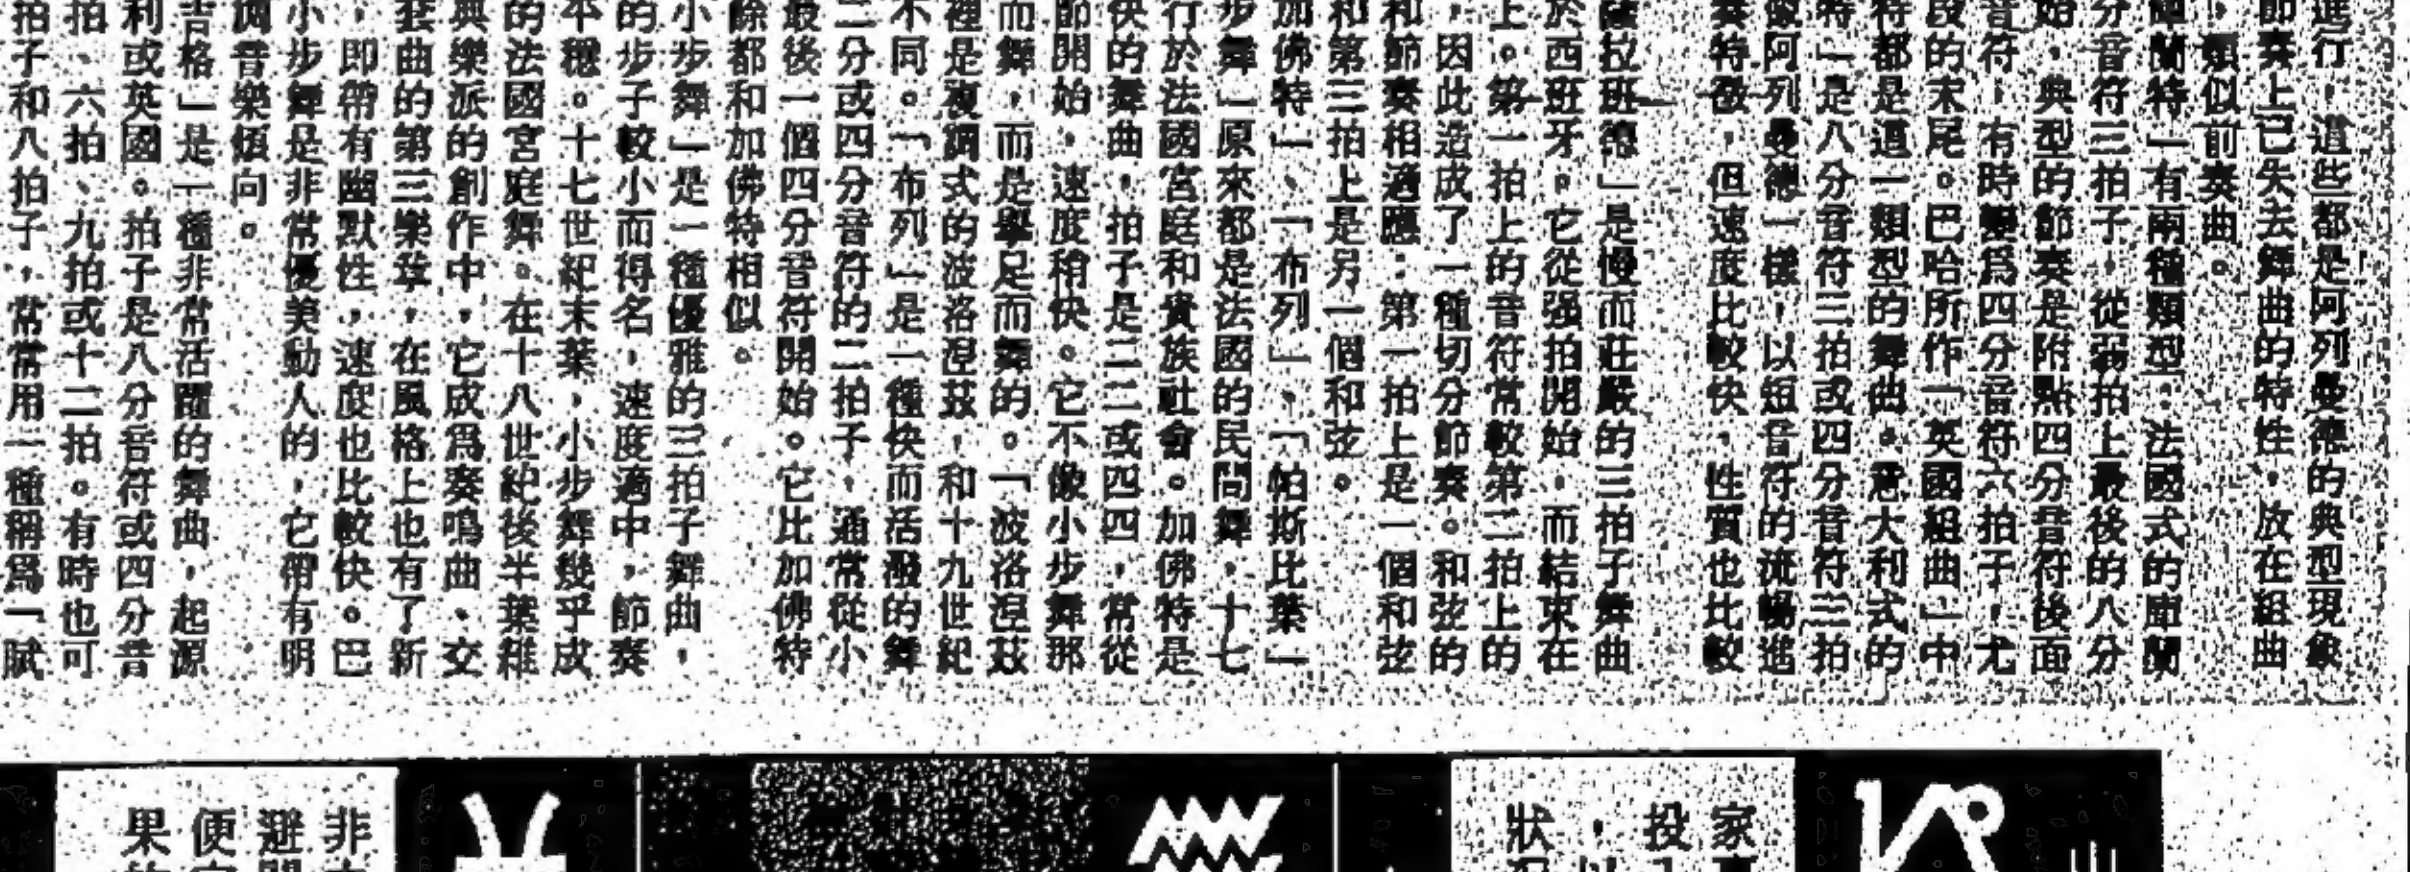 進行，這些都是阿列曼德的典型現象
節奏上已失去舞曲的特性，放在組曲
，類似前奏曲。
庫蘭特」有兩種類型：法國式的庫蘭
分音符三拍子，從弱拍上最後的八分
始，典型的節奏是附點四分音符後面
音符，有時變爲四分音符六拍子，尤
段的末尾。巴哈所作「英國組曲」中
特都是這一類型的舞曲。意大利式的
特」是八分音符三拍或四分音符三拍
像阿列曼德一樣，以短音符的流暢進
奏特徵，但速度比較快，性質也比較
薩拉班德」是慢而莊嚴的三拍子舞曲
於西班牙。它從强拍開始，而結束在
上。第一拍上的音符常較第二拍上的
，因此造成了一種切分節奏。和弦的
和節奏相適應：第一拍上是一個和弦
和第三拍上是另一個和弦。
加佛特」、「布列」、「帕斯比葉」
步舞」原來都是法國的民間舞，十七
行於法國宮庭和貴族社會。加佛特是
快的舞曲，拍子是二二或四四，常從
節開始，速度稍快。它不像小步舞那
而舞，而是舉足而舞的。「波洛涅茲
裡是複調式的波洛涅茲，和十九世紀
不同。「布列」是一種快而活潑的舞
二分或四分音符的二拍子，通常從小
最後一個四分音符開始。它比加佛特
餘都和加佛特相似。
小步舞」是一種優雅的三拍子舞曲，
的步子較小而得名，速度適中，節奏
平穩。十七世紀末葉，小步舞幾乎成
的法國宮庭舞。在十八世紀後半葉維
典樂派的創作中，它成爲奏鳴曲、交
套曲的第三樂章，在風格上也有了新
，即帶有幽默性，速度也比較快。巴
小步舞是非常優美動人的，它帶有明
調音樂傾向。
吉格」是一種非常活躍的舞曲，起源
利或英國。拍子是八分音符或四分音
拍、六拍、九拍或十二拍。有時也可
拍子和八拍子，常常用一種稱爲「賦
家
投
，
狀
非
避
便
果